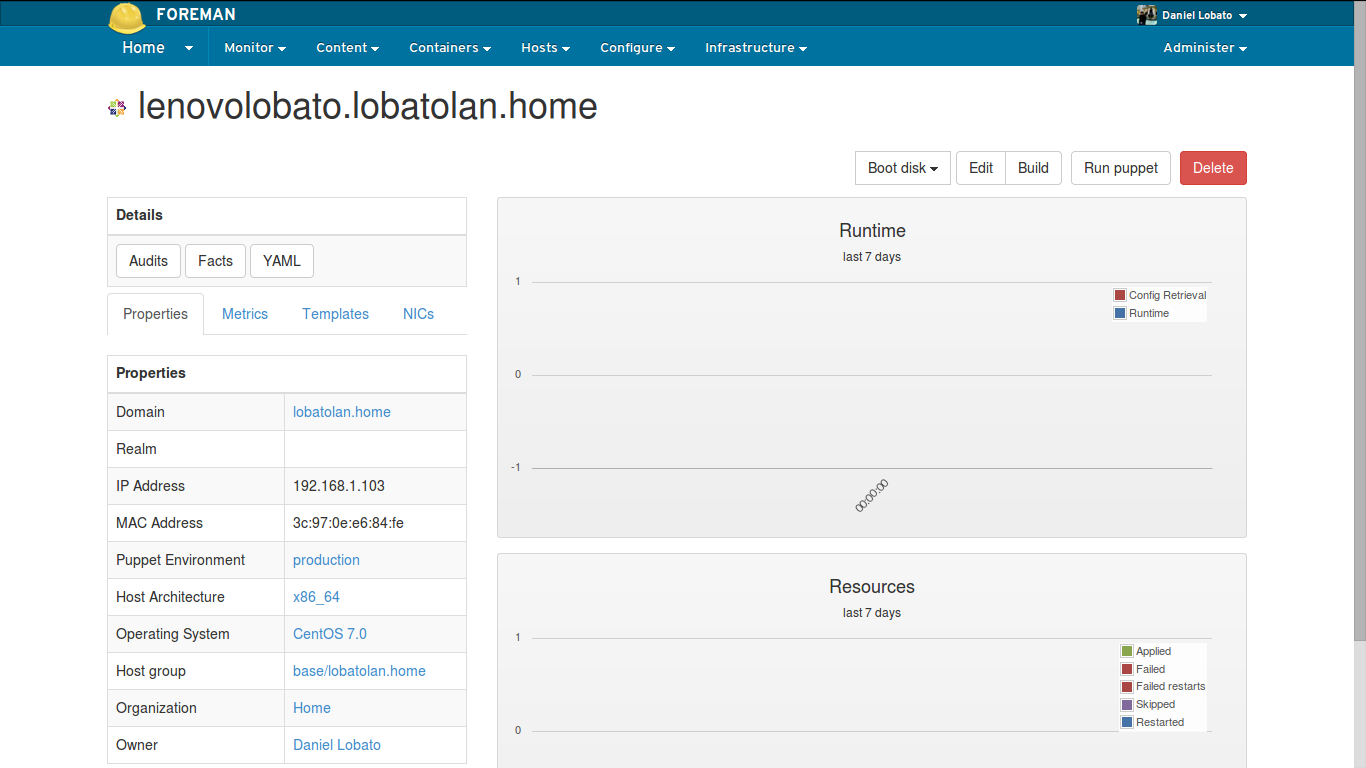 FOREMAN
Daniel Lobato
Home Monitor Content Containers Hosts Configure Infrastructure Administer
lenovolobato.lobatolan.home
Boot disk Edit Build Run puppet Delete
Details
Audits Facts YAML
Properties Metrics Templates NICs
Properties
Domain lobatolan.home
Realm
IP Address 192.168.1.103
MAC Address 3c:97:0e:e6:84:fe
Puppet Environment production
Host Architecture x86_64
Operating System CentOS 7.0
Host group base/lobatolan.home
Organization Home
Owner Daniel Lobato
Runtime
last 7 days
1
Config Retrieval
Runtime
0
-1
00:00:00
Resources
last 7 days
1
Applied
Failed
Failed restarts
Skipped
Restarted
0